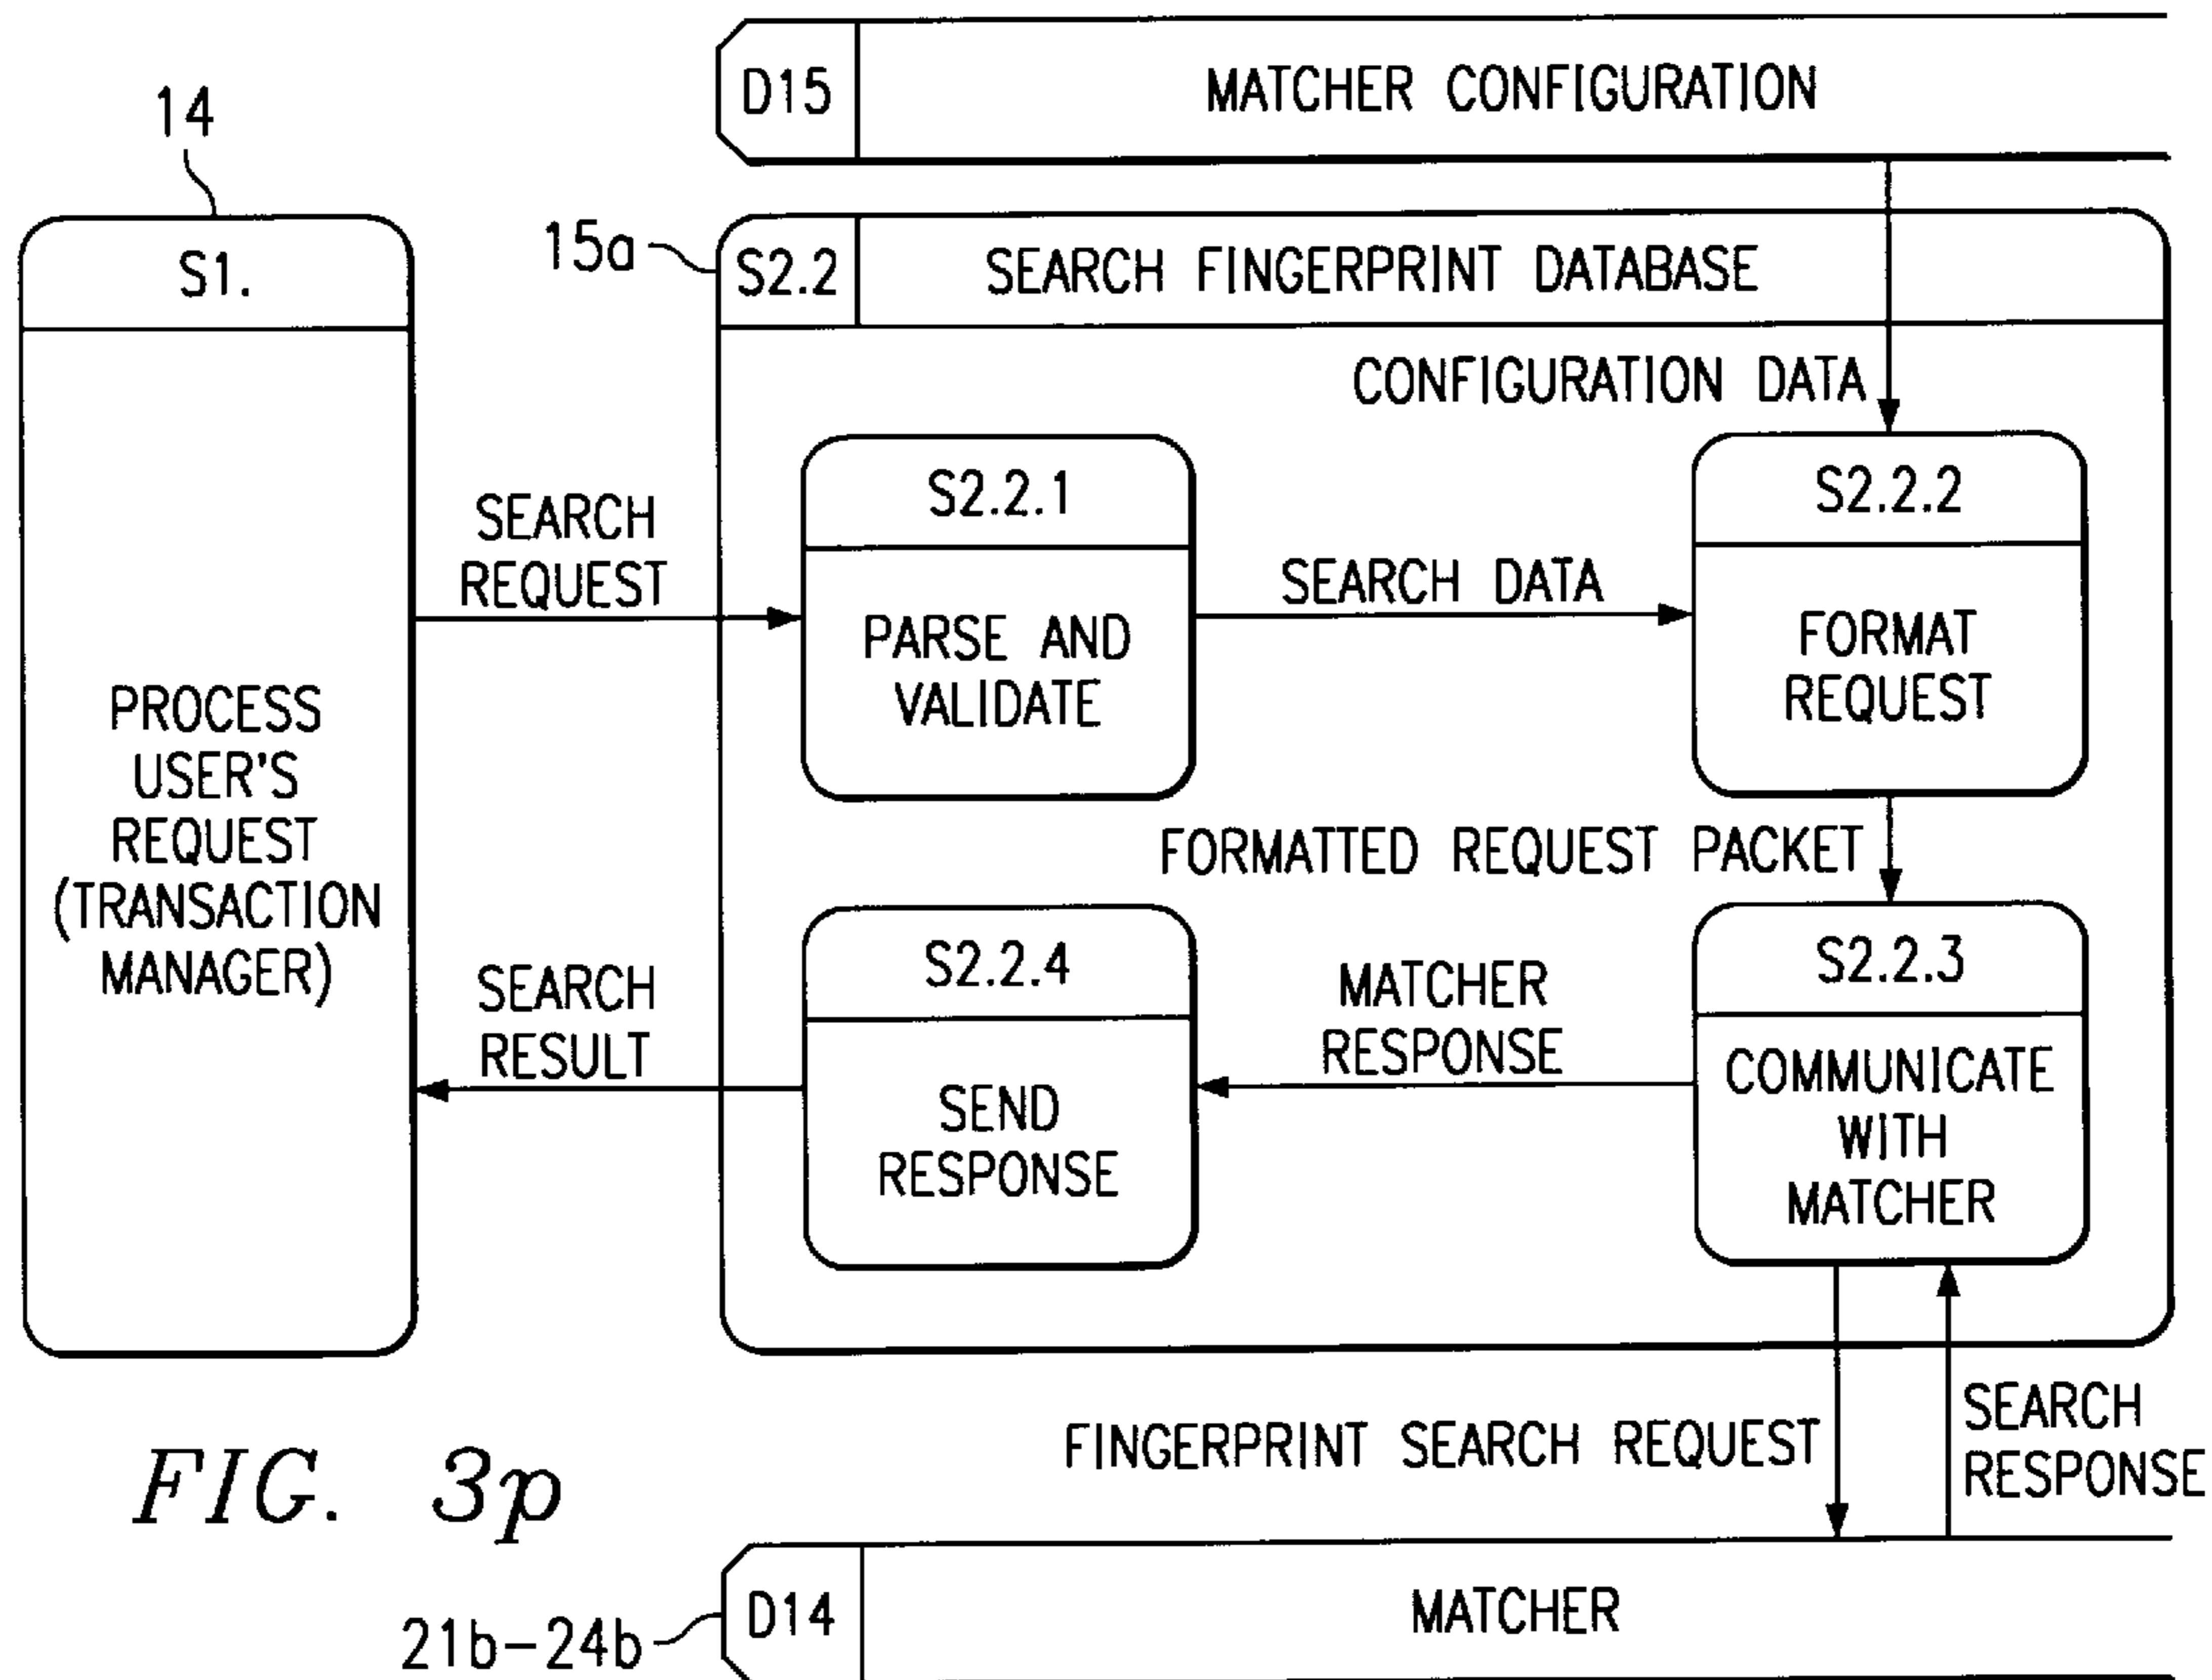 D15
MATCHER CONFIGURATION
14
S1.
PROCESS
USER'S
REQUEST
(TRANSACTION
MANAGER)
15a
S2.2
SEARCH FINGERPRINT DATABASE
CONFIGURATION DATA
SEARCH
REQUEST
S2.2.1
PARSE AND
VALIDATE
SEARCH DATA
S2.2.2
FORMAT
REQUEST
FORMATTED REQUEST PACKET
SEARCH
RESULT
S2.2.4
SEND
RESPONSE
MATCHER
RESPONSE
S2.2.3
COMMUNICATE
WITH
MATCHER
FINGERPRINT SEARCH REQUEST
SEARCH
RESPONSE
FIG. 3p
21b-24b
D14
MATCHER